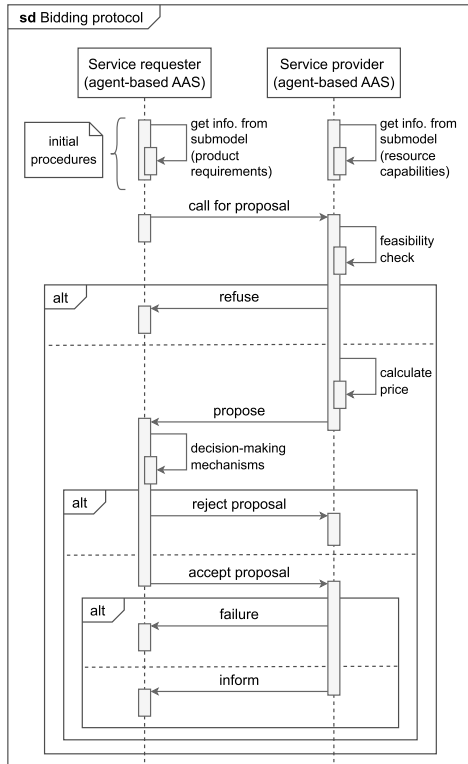 sd Bidding protocol
Service requester
(agent-based AAS)
Service provider
(agent-based AAS)
initial
procedures
get info. from
submodel
(product
requirements)
get info. from
submodel
(resource
capabilities)
call for proposal
feasibility
check
alt
refuse
calculate
price
propose
decision-making
mechanisms
alt
reject proposal
accept proposal
alt
failure
inform